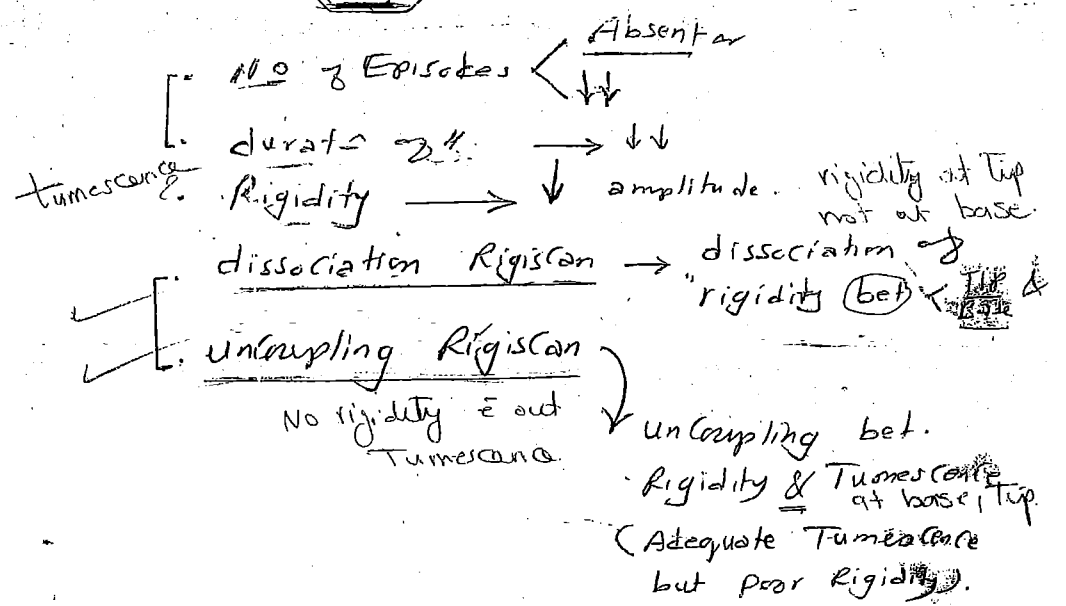 No of Episodes < Absent or
↓↓
durat= of ". → ↓↓
tumescence
Rigidity → ↓ amplitude. rigidity at Tip
not at base.
dissociation Rigiscan → dissociation of
"rigidity bet < Tip &
Base
uncoupling Rigiscan
No rigidity ē out
Tumescence.
uncoupling bet.
. Rigidity & Tumescence
at base, Tip.
(Adequate Tumescence
but poor Rigidity).